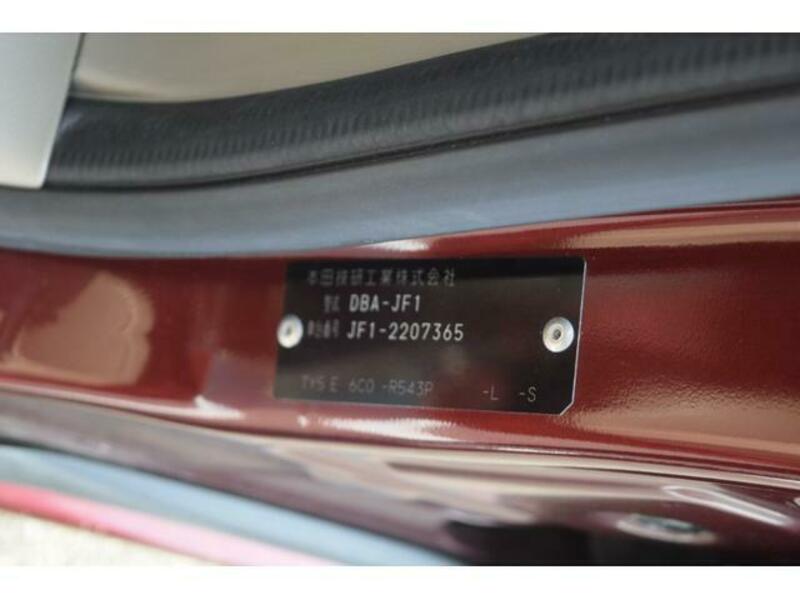 本田技研工業株式会社
型式 DBA-JF1
車台番号 JF1-2207365
TY5E 6C0 -R543P -L -S